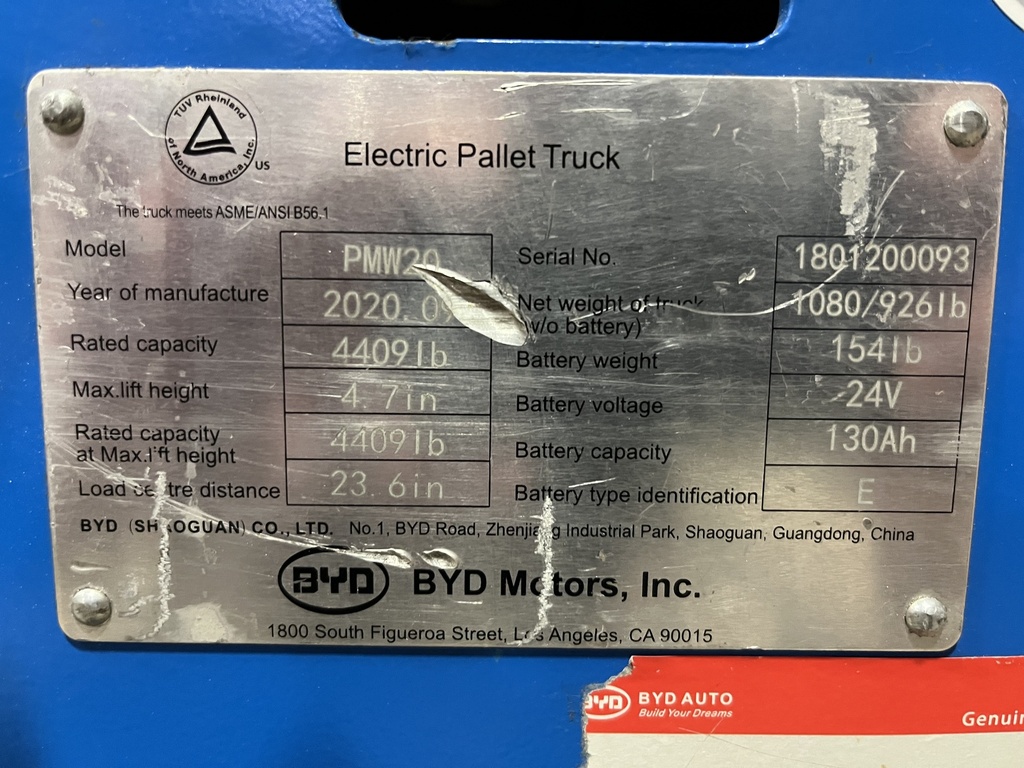 TÜV Rheinland
of North America, Inc.
US
Electric Pallet Truck
The truck meets ASME/ANSI B56.1
Model PMW20 Serial No. 1801200093
Year of manufacture 2020. Net weight of truck 1080/926lb
(w/o battery)
Rated capacity 4409lb Battery weight 154lb
Max.lift height 4.7in Battery voltage 24V
Rated capacity
at Max.lift height 4409lb Battery capacity 130Ah
Load centre distance 23.6in Battery type identification E
BYD (SHAOGUAN) CO., LTD. No.1, BYD Road, Zhenjiang Industrial Park, Shaoguan, Guangdong, China
BYD BYD Motors, Inc.
1800 South Figueroa Street, Los Angeles, CA 90015
BYD BYD AUTO
Build Your Dreams